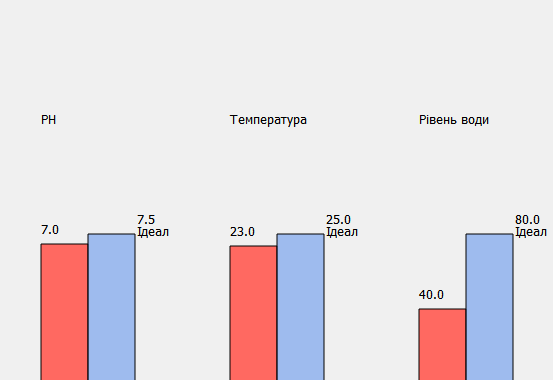 PH
Температура
Рівень води
7.0
7.5
Ідеал
23.0
25.0
Ідеал
40.0
80.0
Ідеал